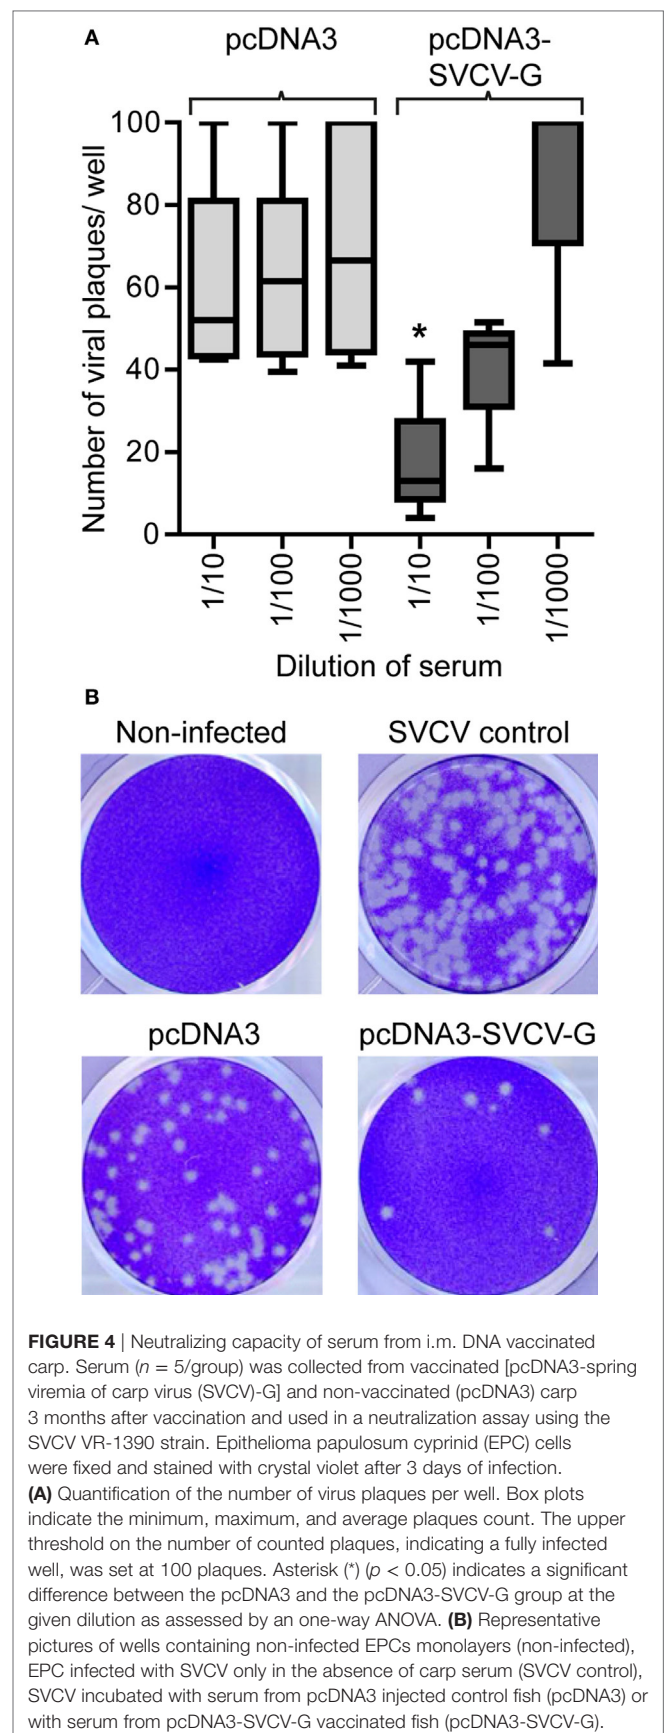 A
pcDNA3
pcDNA3-
SVCV-G
100
80
60
40
20
0
Number of viral plaques/ well
*
1/10
1/100
1/1000
1/10
1/100
1/1000
Dilution of serum
B
Non-infected
SVCV control
pcDNA3
pcDNA3-SVCV-G
FIGURE 4 | Neutralizing capacity of serum from i.m. DNA vaccinated
carp. Serum (n = 5/group) was collected from vaccinated [pcDNA3-spring
viremia of carp virus (SVCV)-G] and non-vaccinated (pcDNA3) carp
3 months after vaccination and used in a neutralization assay using the
SVCV VR-1390 strain. Epithelioma papulosum cyprinid (EPC) cells
were fixed and stained with crystal violet after 3 days of infection.
(A) Quantification of the number of virus plaques per well. Box plots
indicate the minimum, maximum, and average plaques count. The upper
threshold on the number of counted plaques, indicating a fully infected
well, was set at 100 plaques. Asterisk (*) (p < 0.05) indicates a significant
difference between the pcDNA3 and the pcDNA3-SVCV-G group at the
given dilution as assessed by an one-way ANOVA. (B) Representative
pictures of wells containing non-infected EPCs monolayers (non-infected),
EPC infected with SVCV only in the absence of carp serum (SVCV control),
SVCV incubated with serum from pcDNA3 injected control fish (pcDNA3) or
with serum from pcDNA3-SVCV-G vaccinated fish (pcDNA3-SVCV-G).